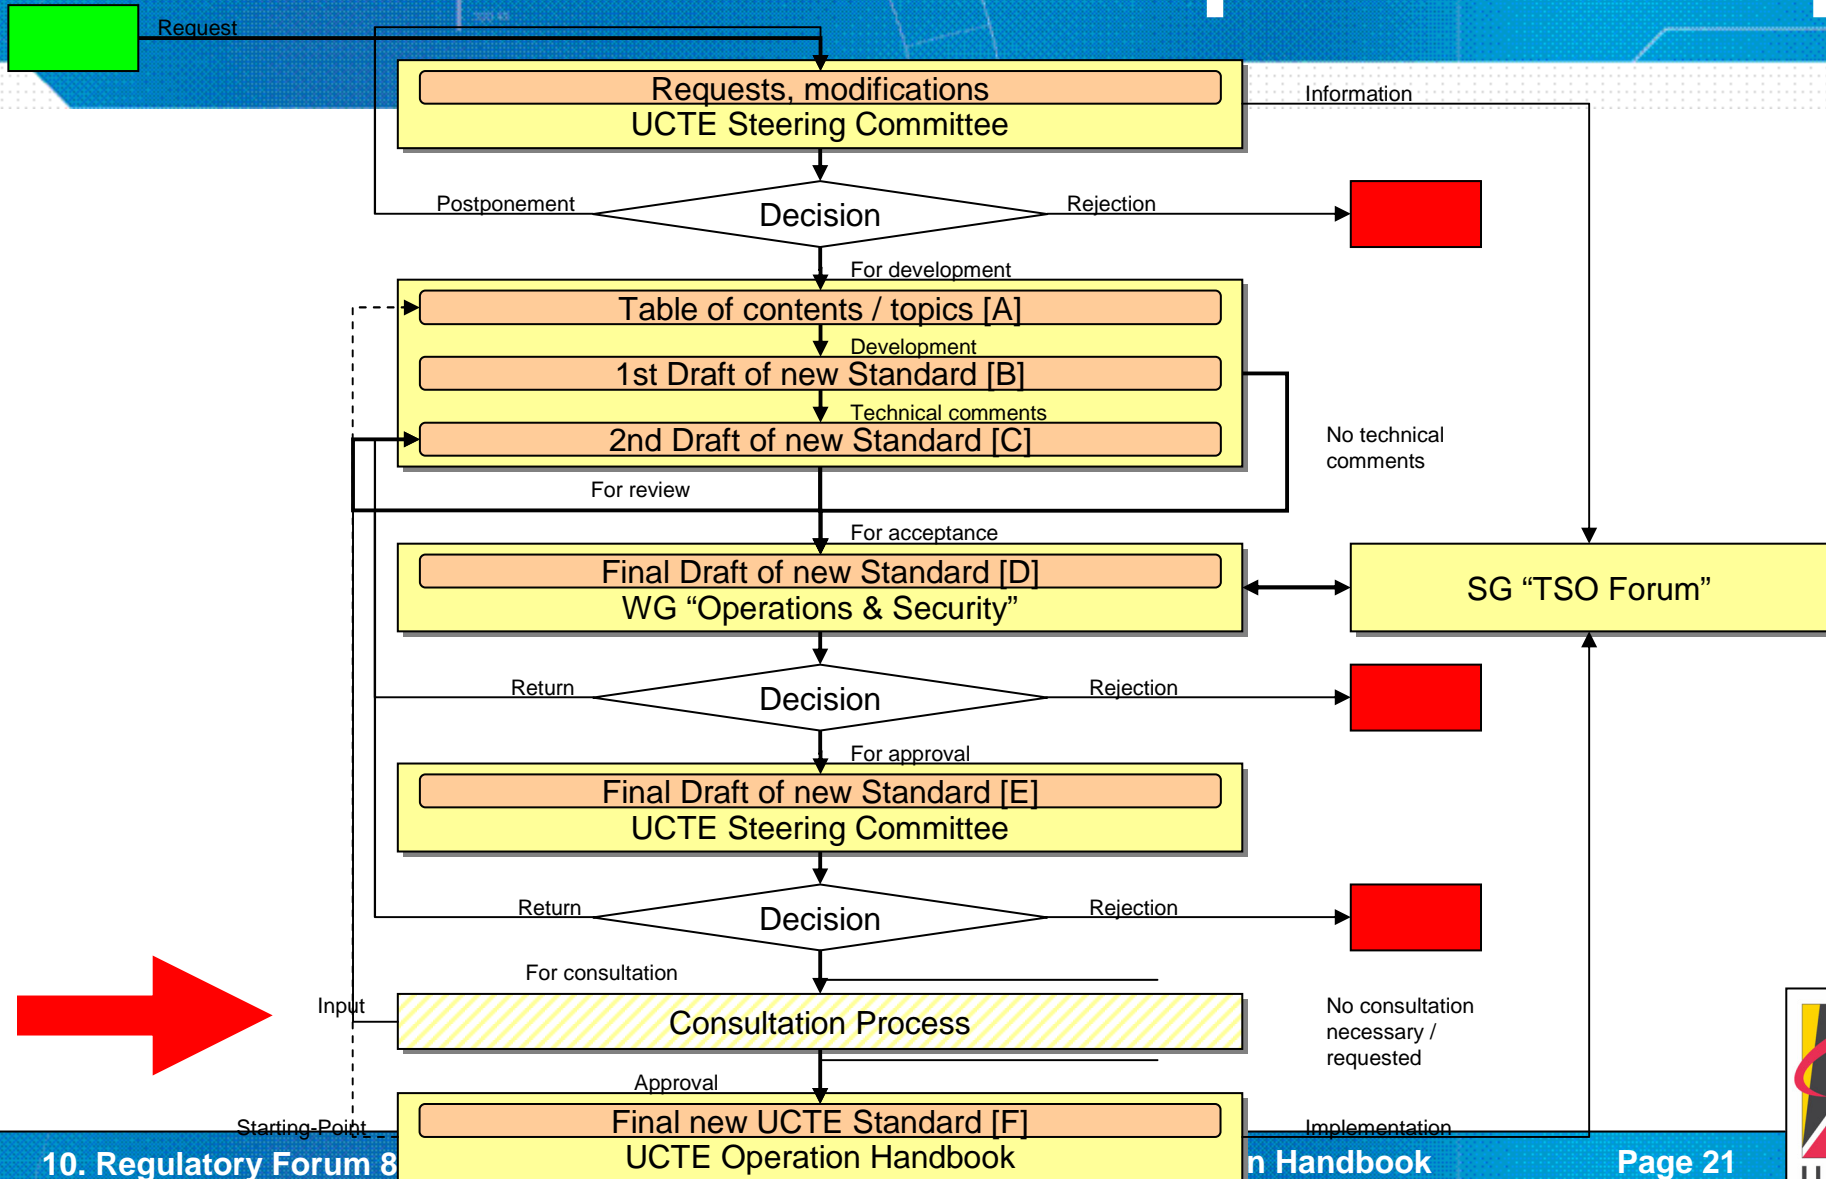 Request
Requests, modifications
UCTE Steering Committee
Information
Postponement
Decision
Rejection
For development
Table of contents / topics [A]
Development
1st Draft of new Standard [B]
Technical comments
2nd Draft of new Standard [C]
No technical
comments
For review
For acceptance
Final Draft of new Standard [D]
WG “Operations & Security”
SG “TSO Forum”
Return
Decision
Rejection
For approval
Final Draft of new Standard [E]
UCTE Steering Committee
Return
Decision
Rejection
For consultation
Input
Consultation Process
No consultation
necessary /
requested
Approval
Starting-Point
Final new UCTE Standard [F]
Implementation
UCTE Operation Handbook
10. Regulatory Forum 8
n Handbook
Page 21